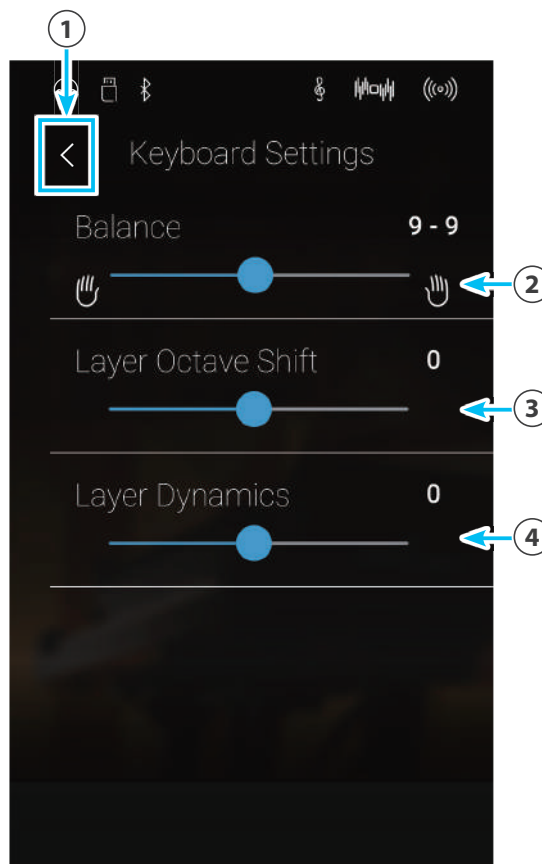 1
Keyboard Settings
Balance 9 - 9
2
Layer Octave Shift 0
3
Layer Dynamics 0
4